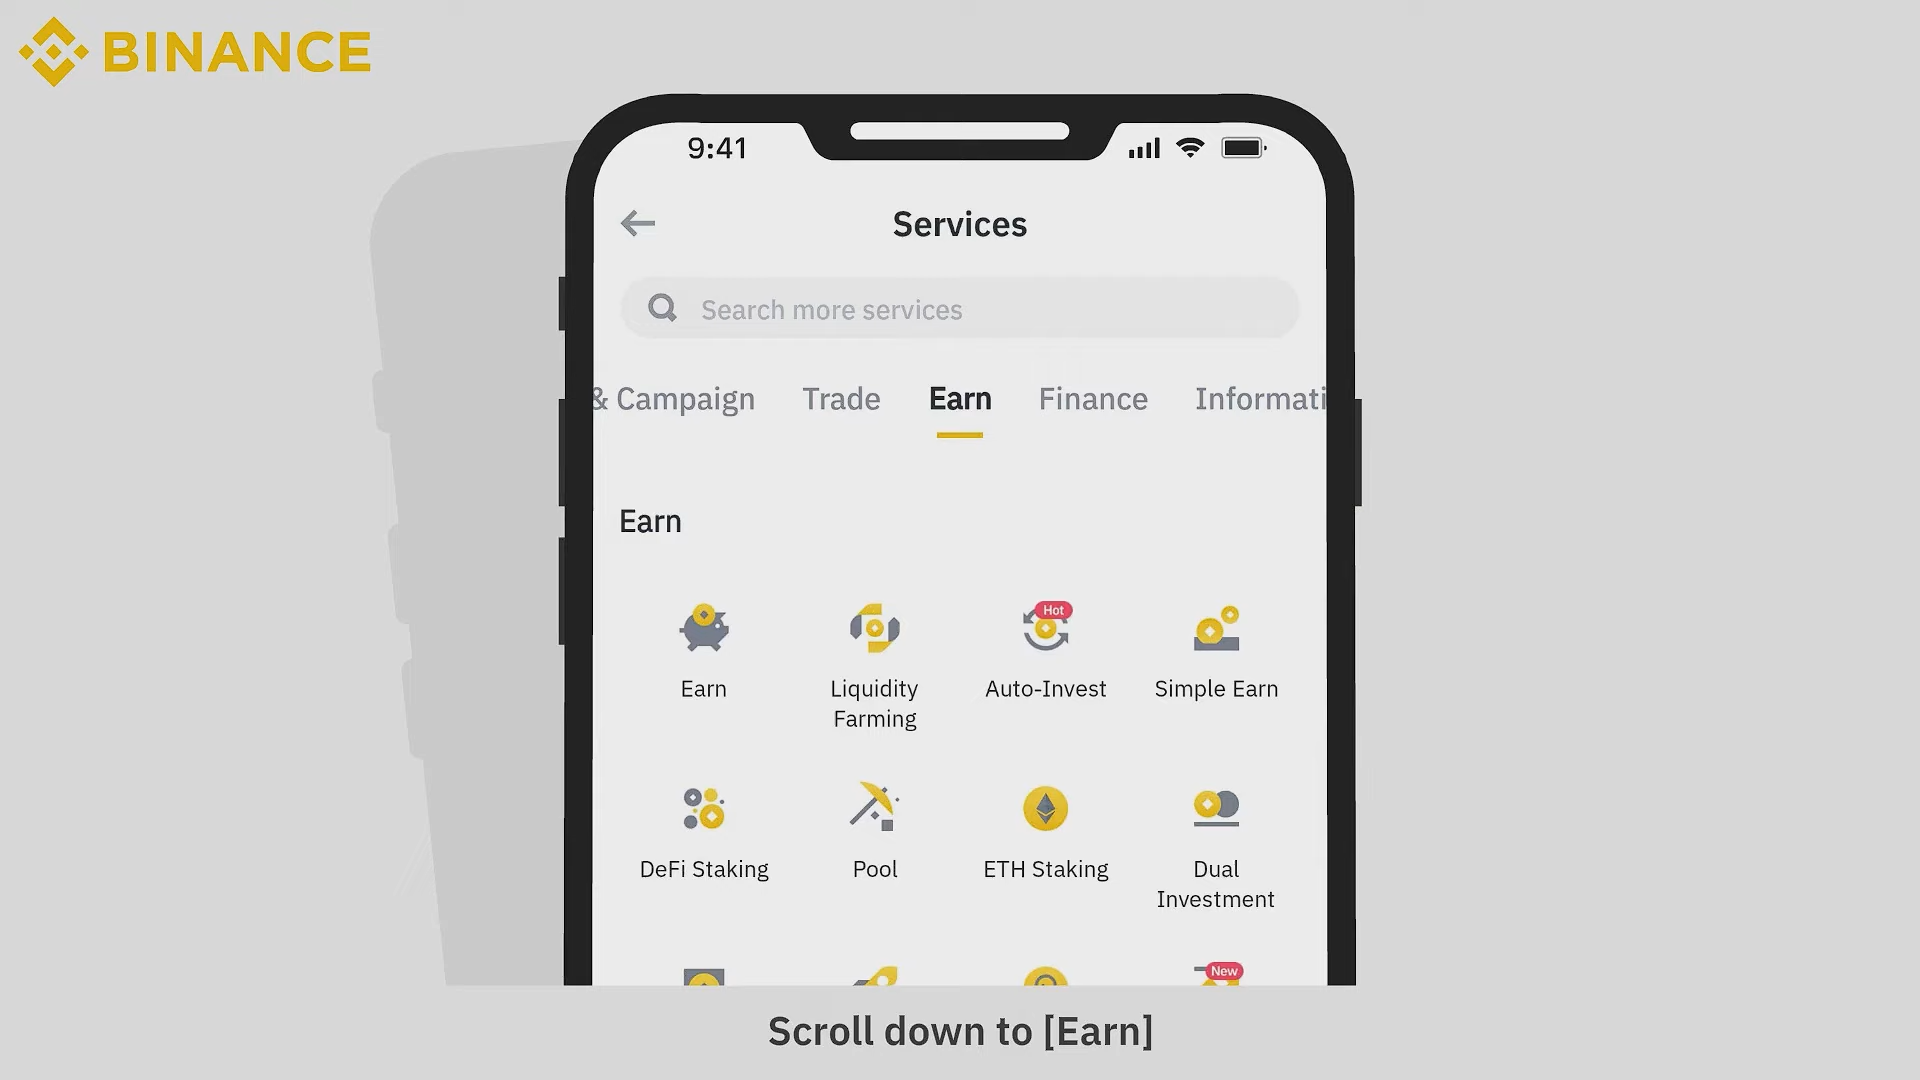 BINANCE
9:41
Services
Search more services
& Campaign Trade Earn Finance Informati
Earn
Hot
Earn Liquidity Farming Auto-Invest Simple Earn
DeFi Staking Pool ETH Staking Dual Investment
New
Scroll down to [Earn]